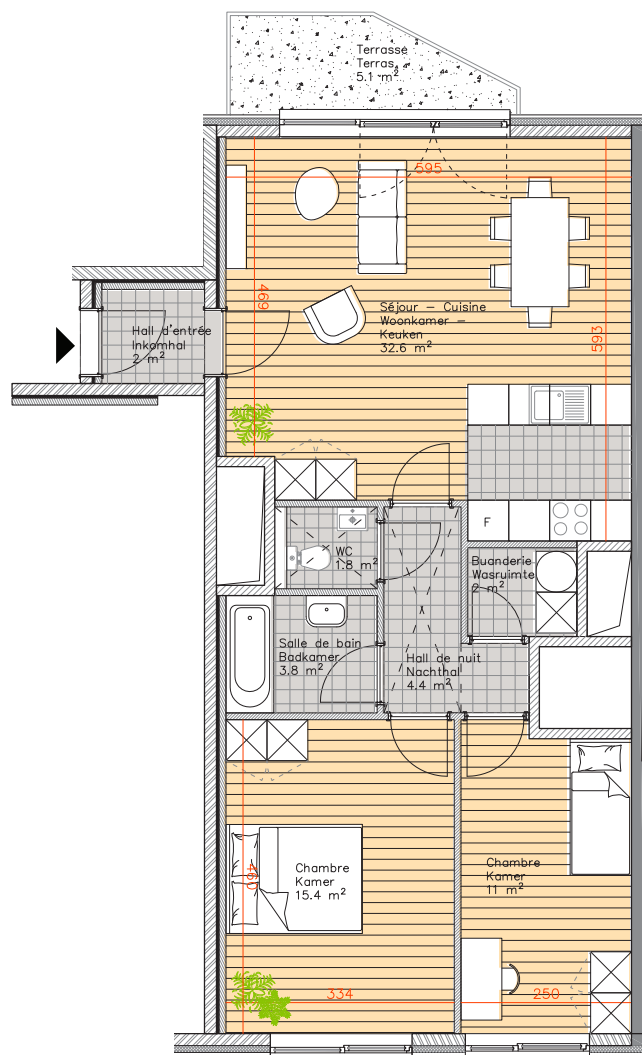 Terrasse
Terras
5.1 m²
595
469
Séjour – Cuisine
Woonkamer –
Keuken
32.6 m²
593
Hall d'entrée
Inkomhal
2 m²
F
WC
1.8 m²
Buanderie
Wasruimte
2 m²
Salle de bain
Badkamer
3.8 m²
Hall de nuit
Nachthal
4.4 m²
Chambre
Kamer
15.4 m²
460
Chambre
Kamer
11 m²
334
250